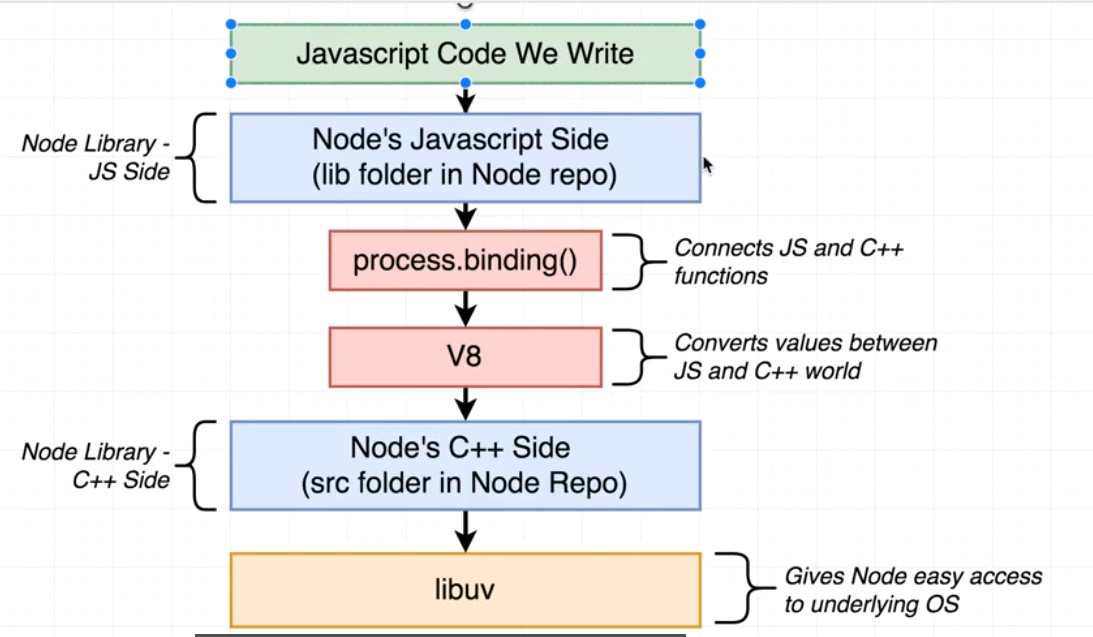 Javascript Code We Write
Node Library -
JS Side
Node's Javascript Side
(lib folder in Node repo)
process.binding()
Connects JS and C++
functions
V8
Converts values between
JS and C++ world
Node Library -
C++ Side
Node's C++ Side
(src folder in Node Repo)
libuv
Gives Node easy access
to underlying OS